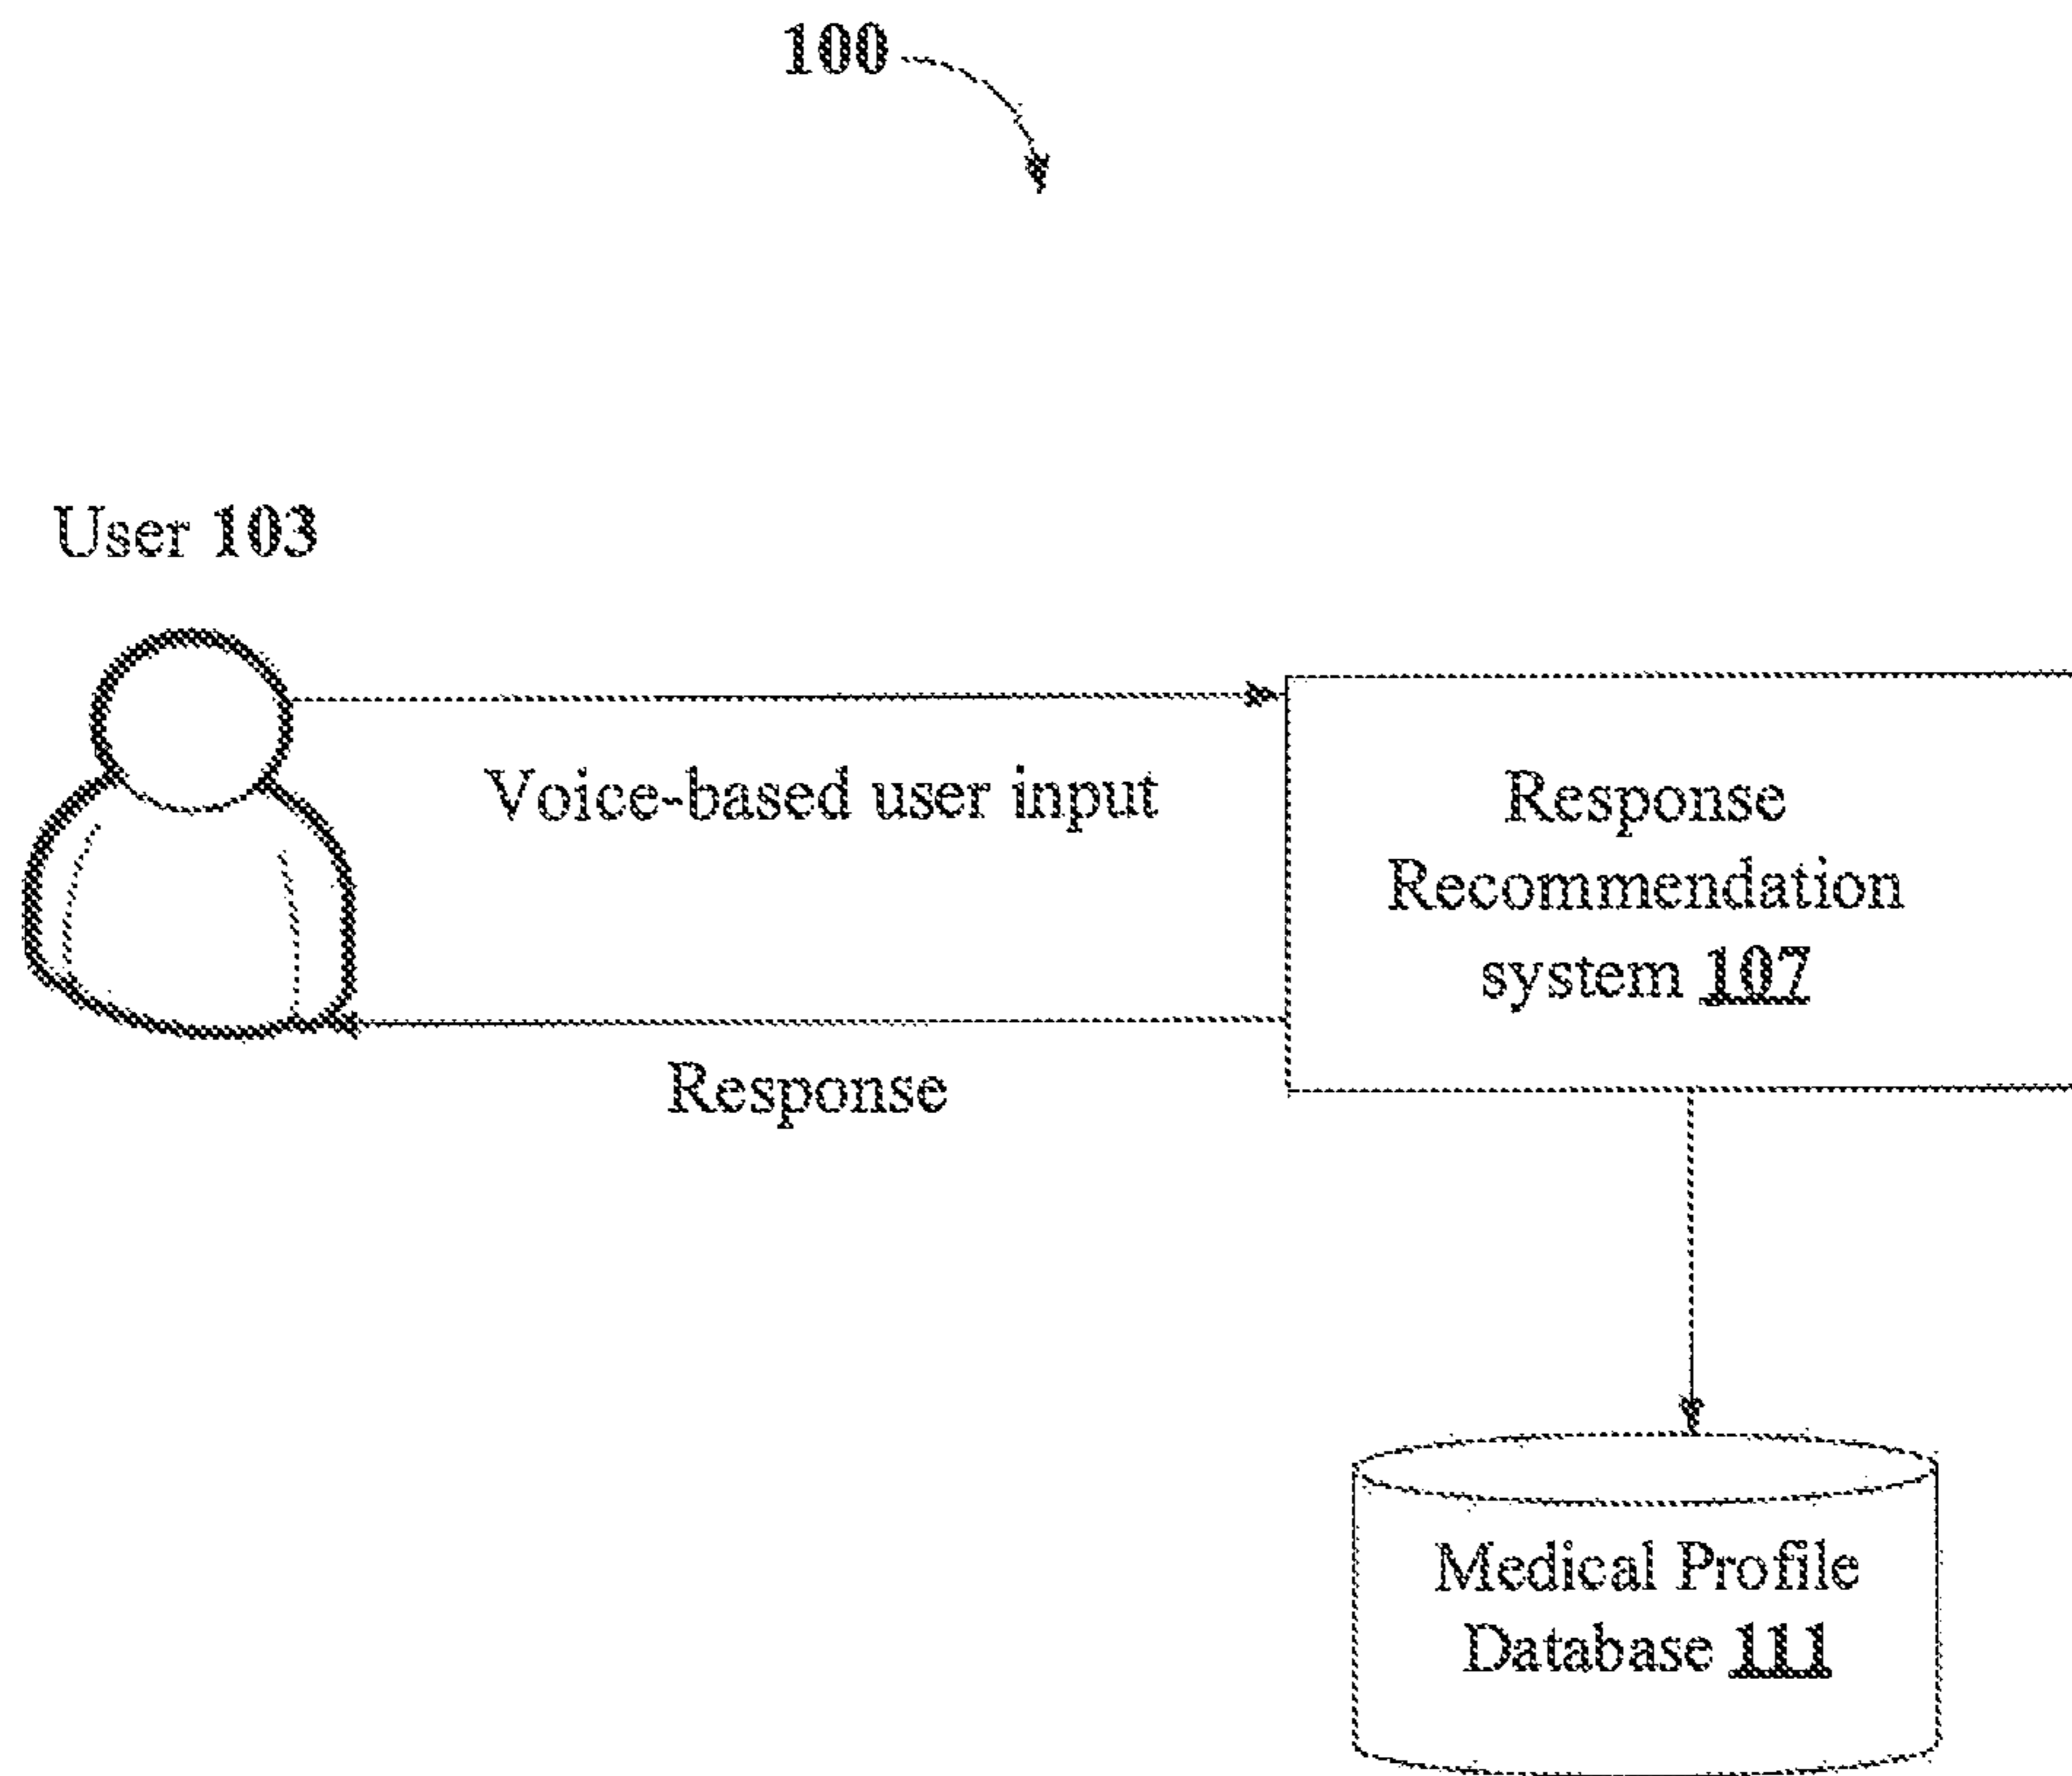 100
User 103
Voice-based user input
Response
Recommendation
system 107
Response
Medical Profile
Database 111